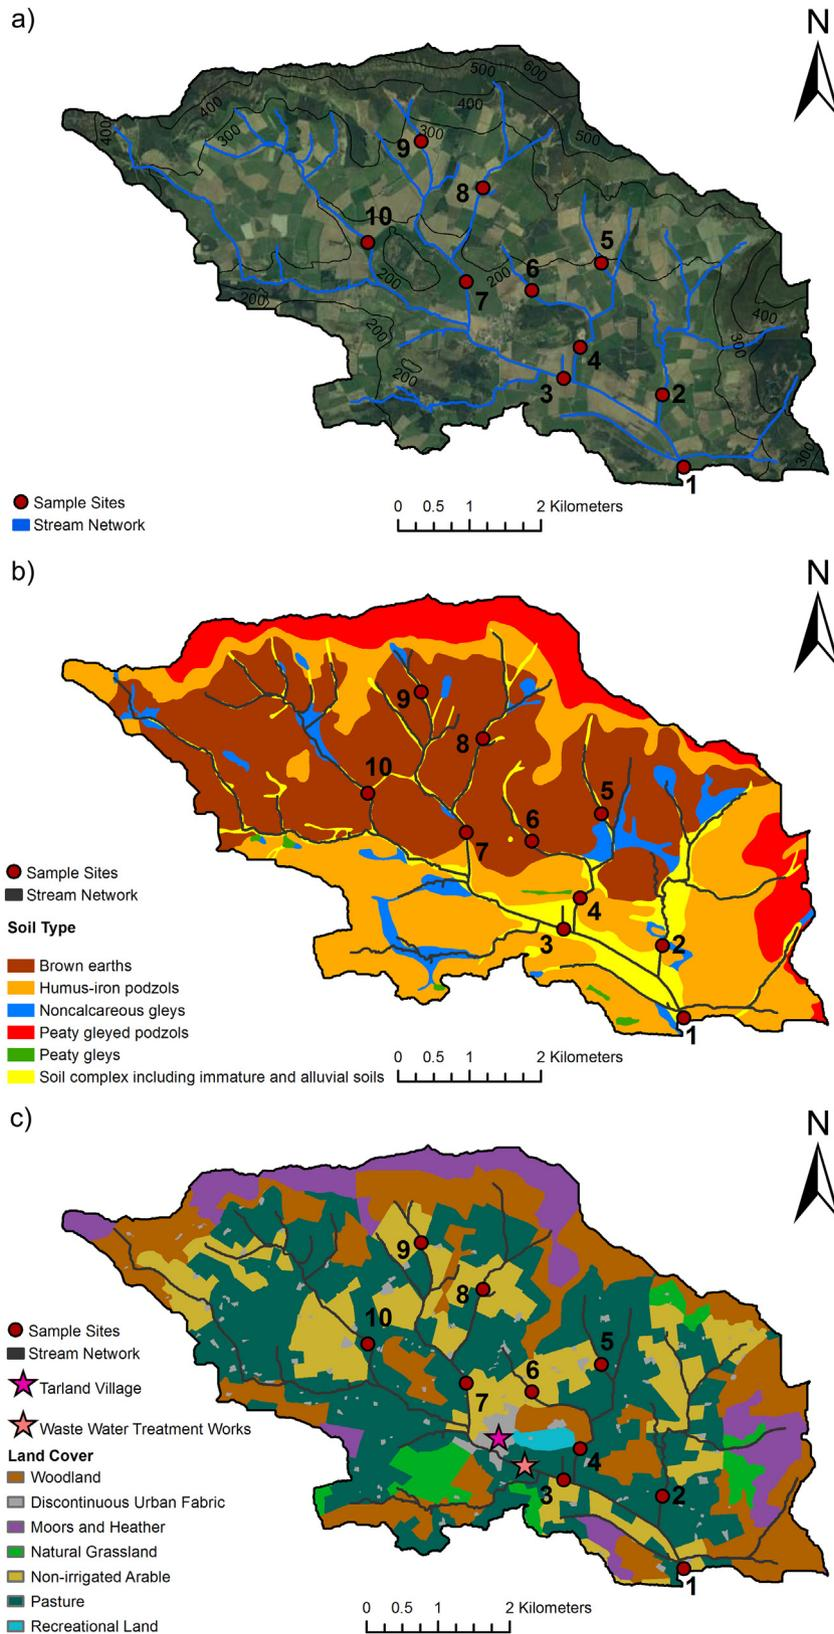 a)
N
500
600
400
400
300
400
300
500
9
8
10
5
200
200
6
7
200
200
400
300
4
200
3
2
300
1
Sample Sites
Stream Network
0 0.5 1 2 Kilometers
b)
N
9
8
10
5
6
7
4
3
2
1
Sample Sites
Stream Network
Soil Type
Brown earths
Humus-iron podzols
Noncalcareous gleys
Peaty gleyed podzols
Peaty gleys
Soil complex including immature and alluvial soils
0 0.5 1 2 Kilometers
c)
N
9
8
10
5
6
7
4
3
2
1
Sample Sites
Stream Network
Tarland Village
Waste Water Treatment Works
Land Cover
Woodland
Discontinuous Urban Fabric
Moors and Heather
Natural Grassland
Non-irrigated Arable
Pasture
Recreational Land
0 0.5 1 2 Kilometers